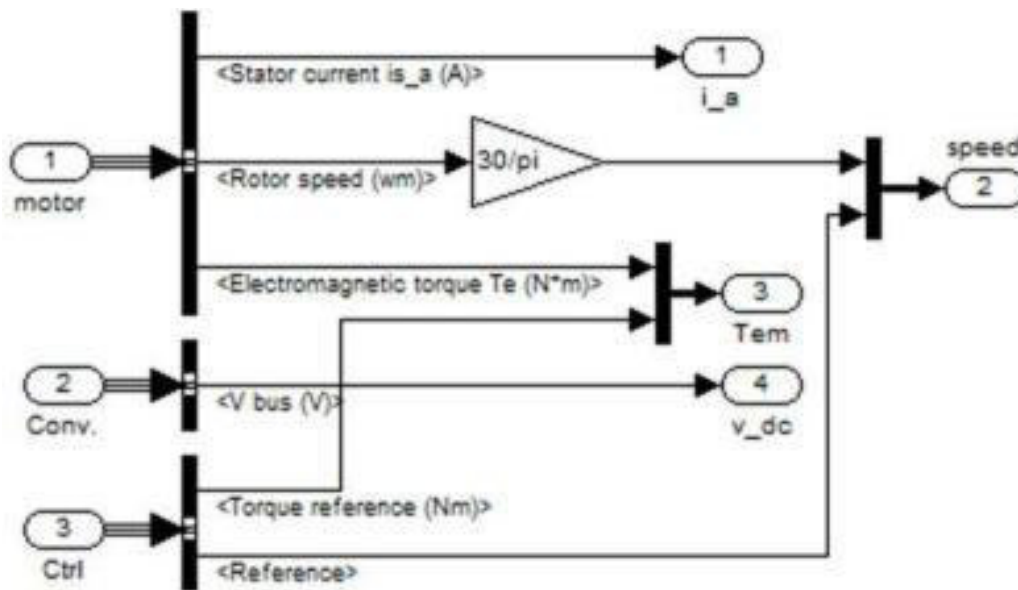 1
<Stator current is_a (A)>
i_a
1
motor
<Rotor speed (wm)>
30/pi
speed
2
<Electromagnetic torque Te (N*m)>
3
Tem
2
Conv.
<V bus (V)>
4
v_dc
<Torque reference (Nm)>
3
Ctrl
<Reference>